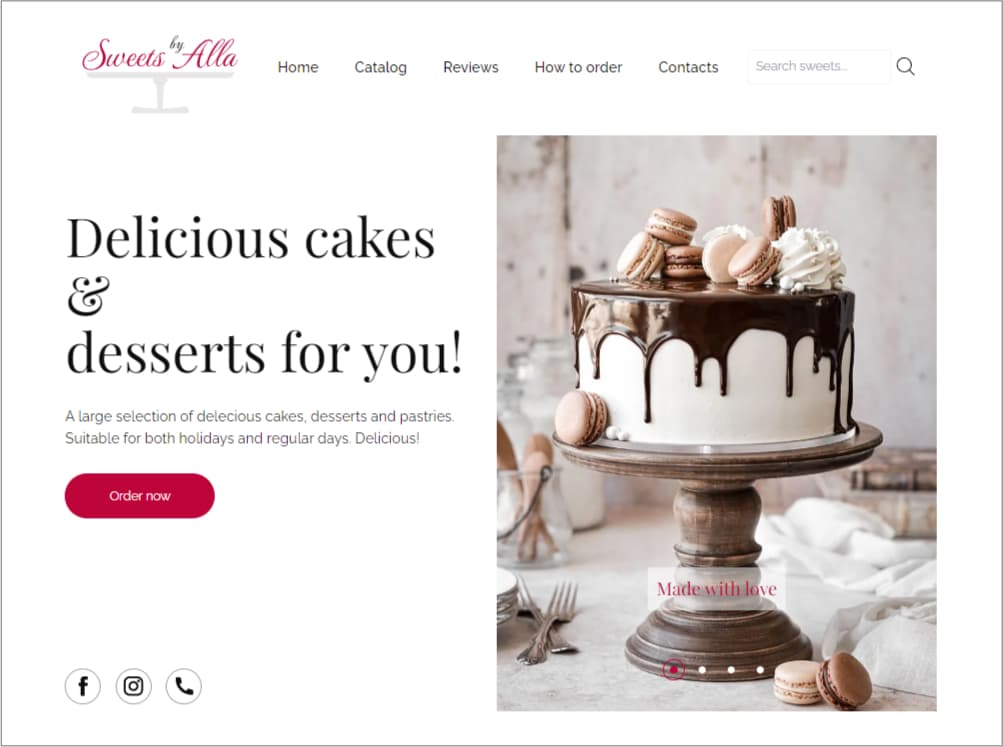 Sweets by Alla
Home
Catalog
Reviews
How to order
Contacts
Search sweets...
Delicious cakes
&
desserts for you!
A large selection of delecious cakes, desserts and pastries.
Suitable for both holidays and regular days. Delicious!
Order now
Made with love